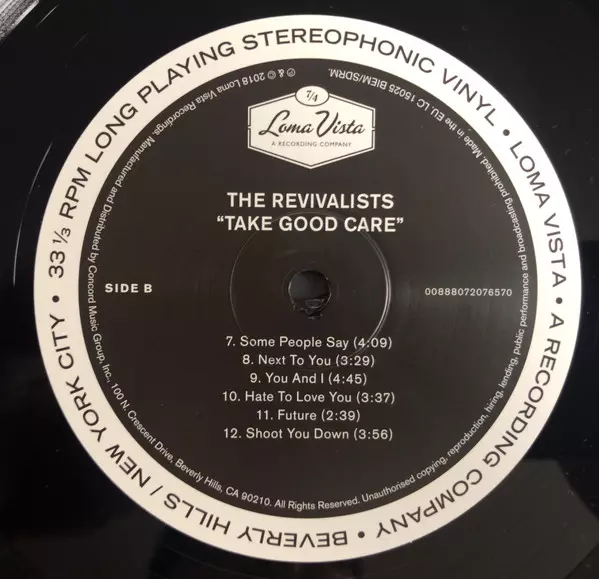 33 1/3 RPM LONG PLAYING STEREOPHONIC VINYL • LOMA VISTA • A RECORDING COMPANY • BEVERLY HILLS / NEW YORK CITY •
℗ & © 2018 Loma Vista Recordings. Manufactured and Distributed by Concord Music Group, Inc., 100 N. Crescent Drive, Beverly Hills, CA 90210. All Rights Reserved. Unauthorised copying, reproduction, hiring, lending, public performance and broadcasting prohibited. Made in the EU. LC 15025 BIEM/SDRM.
7/4
Loma Vista
A RECORDING COMPANY
THE REVIVALISTS
“TAKE GOOD CARE”
SIDE B
00888072076570
7. Some People Say (4:09)
8. Next To You (3:29)
9. You And I (4:45)
10. Hate To Love You (3:37)
11. Future (2:39)
12. Shoot You Down (3:56)